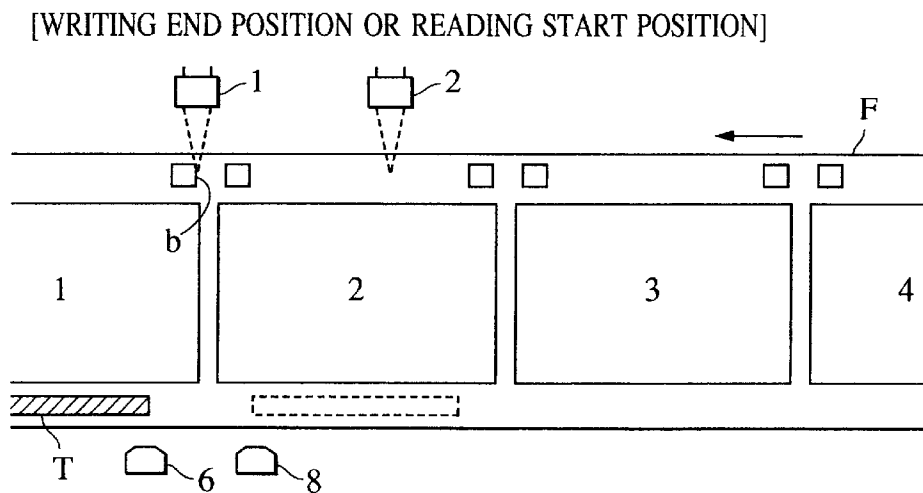 [WRITING END POSITION OR READING START POSITION]
1
2
F
b
1
2
3
4
T
6
8